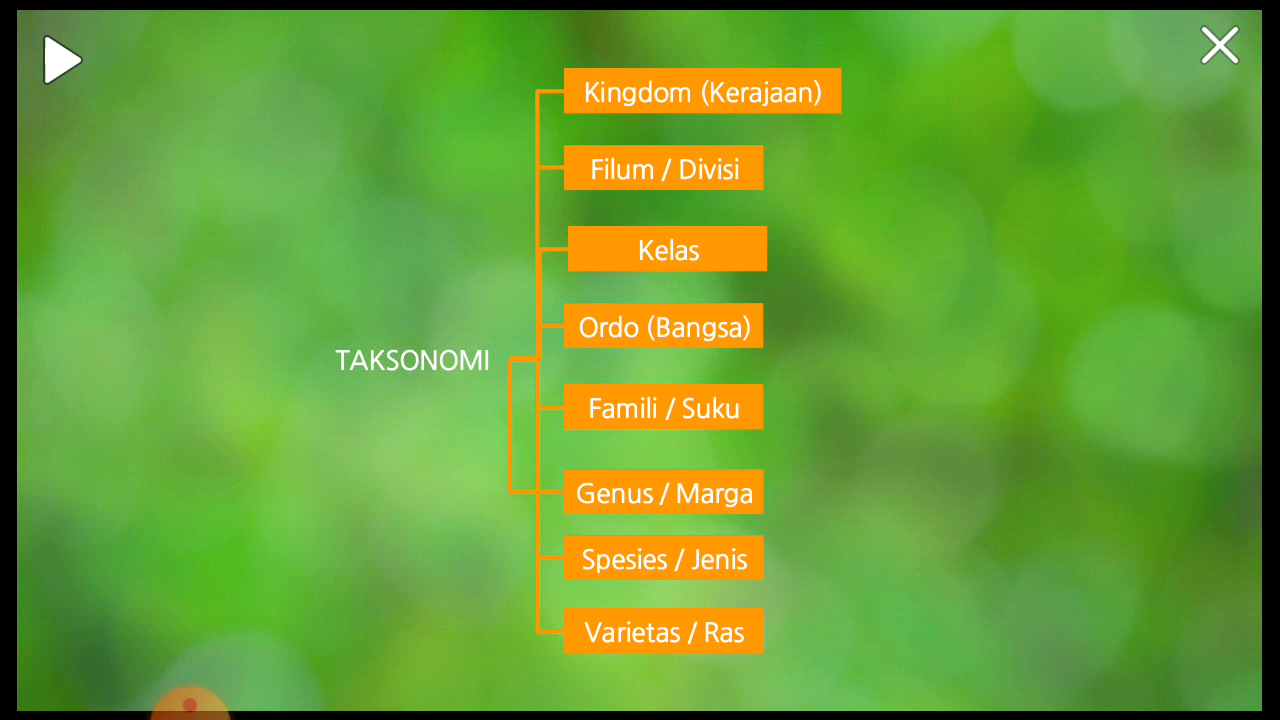 Kingdom (Kerajaan)
Filum / Divisi
Kelas
Ordo (Bangsa)
TAKSONOMI
Famili / Suku
Genus / Marga
Spesies / Jenis
Varietas / Ras